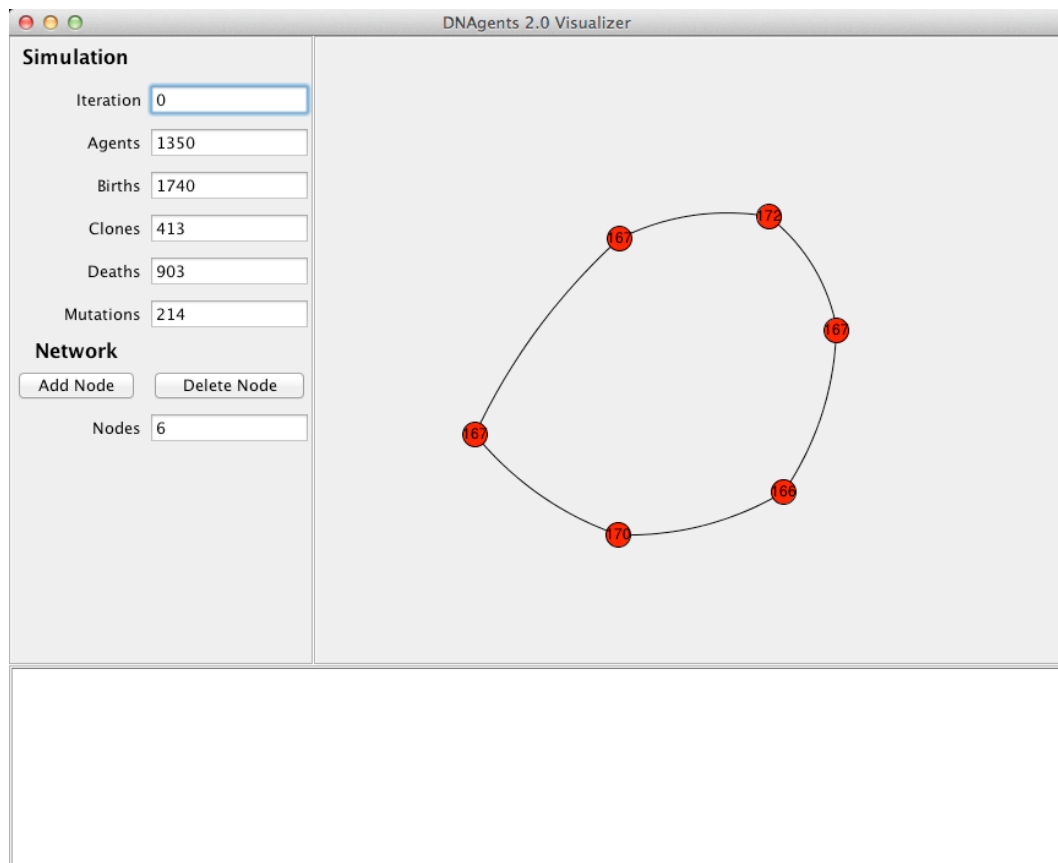 DNAgents 2.0 Visualizer
Simulation
Iteration 0
Agents 1350
Births 1740
Clones 413
Deaths 903
Mutations 214
Network
Add Node Delete Node
Nodes 6
172
167
167
167
166
170